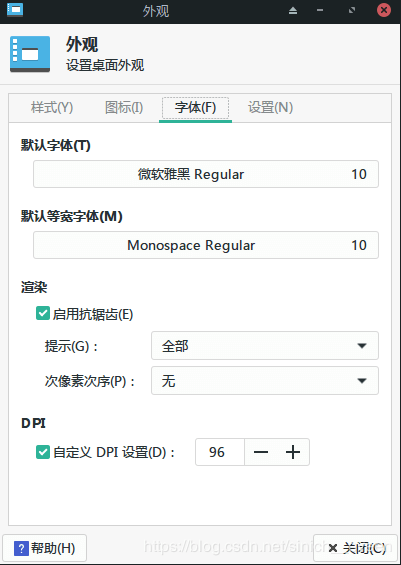 外观
外观
设置桌面外观
样式(Y) 图标(I) 字体(F) 设置(N)
默认字体(T)
微软雅黑 Regular 10
默认等宽字体(M)
Monospace Regular 10
渲染
启用抗锯齿(E)
提示(G)： 全部
次像素次序(P)： 无
DPI
自定义 DPI 设置(D)： 96
帮助(H) 关闭(C)
https://blog.csdn.net/sinich